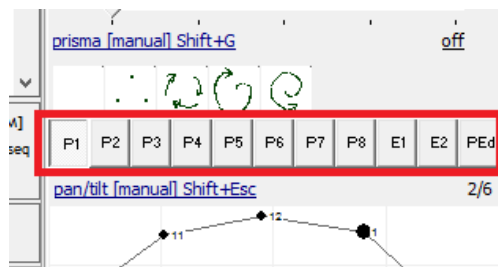 prisma [manual] Shift+G off
M]
seq
P1 P2 P3 P4 P5 P6 P7 P8 E1 E2 PEd
pan/tilt [manual] Shift+Esc 2/6
12
11 1